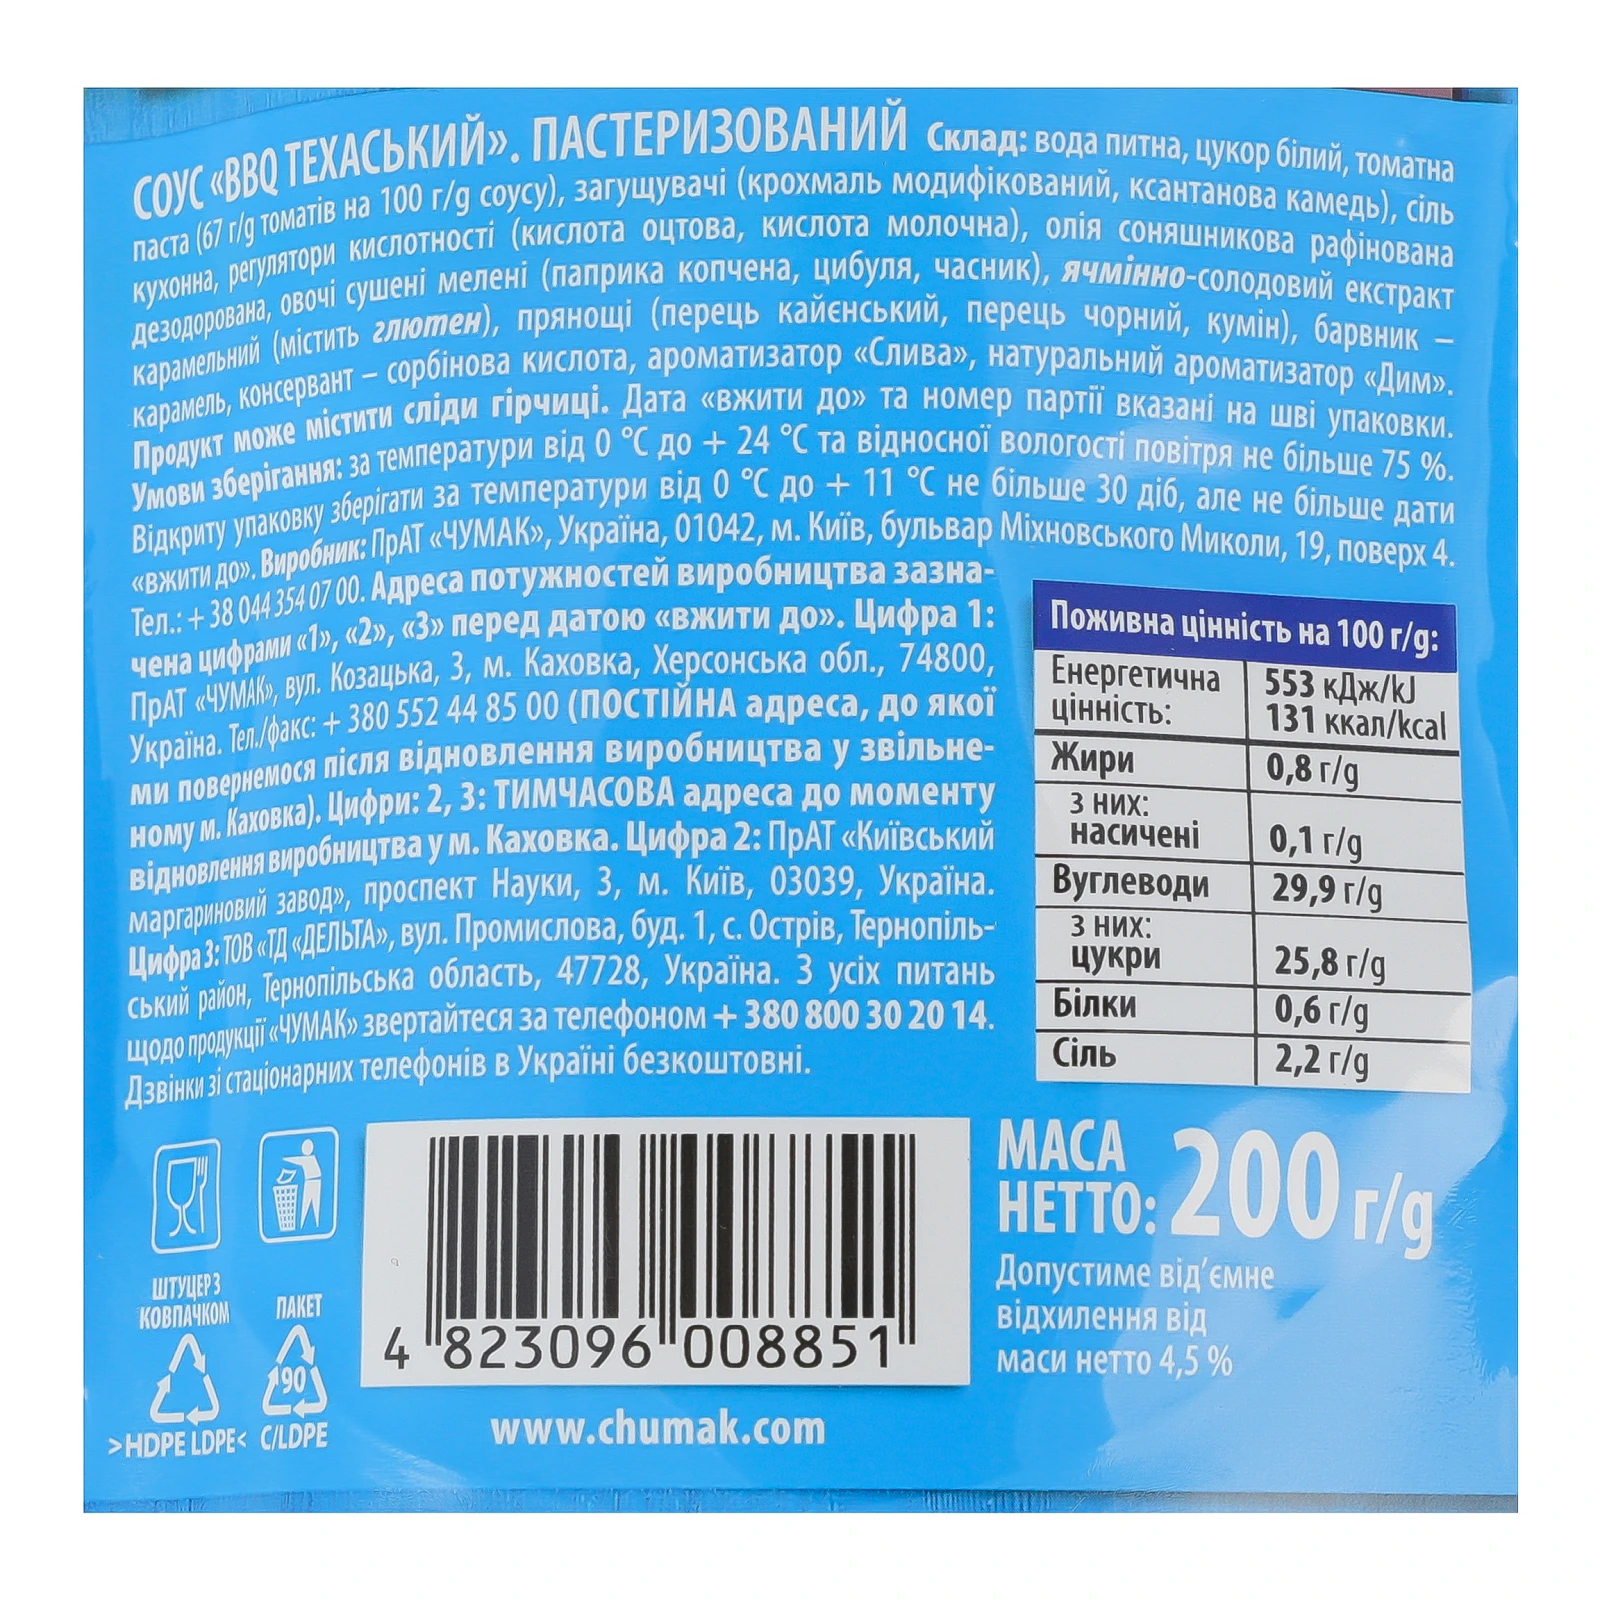 СОУС «BBQ ТЕХАСЬКИЙ». ПАСТЕРИЗОВАНИЙ Склад: вода питна, цукор білий, томатна
паста (67 г/g томатів на 100 г/g соусу), загущувачі (крохмаль модифікований, ксантанова камедь), сіль
кухонна, регулятори кислотності (кислота оцтова, кислота молочна), олія соняшникова рафінована
дезодорована, овочі сушені мелені (паприка копчена, цибуля, часник), ячмінно-солодовий екстракт
карамельний (містить глютен), прянощі (перець кайєнський, перець чорний, кумін), барвник –
карамель, консервант – сорбінова кислота, ароматизатор «Слива», натуральний ароматизатор «Дим».
Продукт може містити сліди гірчиці. Дата «вжити до» та номер партії вказані на шві упаковки.
Умови зберігання: за температури від 0 °C до + 24 °C та відносної вологості повітря не більше 75 %.
Відкриту упаковку зберігати за температури від 0 °C до + 11 °C не більше 30 діб, але не більше дати
«вжити до». Виробник: ПрАТ «ЧУМАК», Україна, 01042, м. Київ, бульвар Міхновського Миколи, 19, поверх 4.
Тел.: + 38 044 354 07 00. Адреса потужностей виробництва зазна-
чена цифрами «1», «2», «3» перед датою «вжити до». Цифра 1:
ПрАТ «ЧУМАК», вул. Козацька, 3, м. Каховка, Херсонська обл., 74800,
Україна. Тел./факс: + 380 552 44 85 00 (ПОСТІЙНА адреса, до якої
ми повернемося після відновлення виробництва у звільне-
ному м. Каховка). Цифри: 2, 3: ТИМЧАСОВА адреса до моменту
відновлення виробництва у м. Каховка. Цифра 2: ПрАТ «Київський
маргариновий завод», проспект Науки, 3, м. Київ, 03039, Україна.
Цифра 3: ТОВ «ТД «ДЕЛЬТА», вул. Промислова, буд. 1, с. Острів, Тернопіль-
ський район, Тернопільська область, 47728, Україна. З усіх питань
щодо продукції «ЧУМАК» звертайтеся за телефоном + 380 800 30 20 14.
Дзвінки зі стаціонарних телефонів в Україні безкоштовні.
Поживна цінність на 100 г/g:
Енергетична цінність: 553 кДж/kJ
131 ккал/kcal
Жири 0,8 г/g
з них:
насичені 0,1 г/g
Вуглеводи 29,9 г/g
з них:
цукри 25,8 г/g
Білки 0,6 г/g
Сіль 2,2 г/g
ШТУЦЕР З
КОВПАЧКОМ
>HDPE LDPE<
ПАКЕТ
90
C/LDPE
4 823096 008851
www.chumak.com
МАСА
НЕТТО: 200 г/g
Допустиме від'ємне
відхилення від
маси нетто 4,5 %